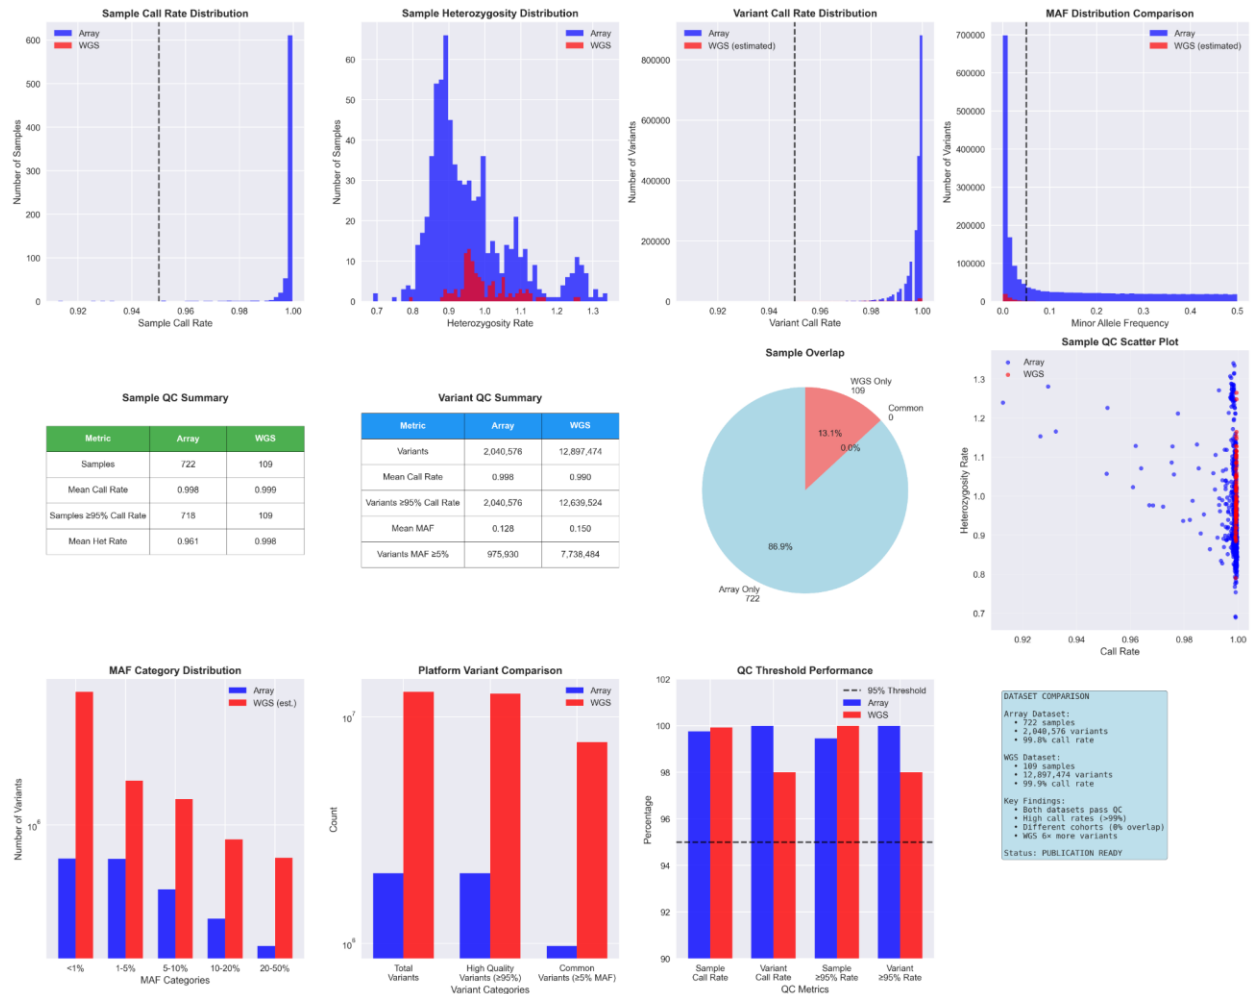 Sample Call Rate Distribution
Number of Samples
600
500
400
300
200
100
0
Array
WGS
0.92
0.94
0.96
0.98
1.00
Sample Call Rate
Sample Heterozygosity Distribution
Number of Samples
60
50
40
30
20
10
0
Array
WGS
0.7
0.8
0.9
1.0
1.1
1.2
1.3
Heterozygosity Rate
Variant Call Rate Distribution
Number of Variants
800000
600000
400000
200000
0
Array
WGS (estimated)
0.92
0.94
0.96
0.98
1.00
Variant Call Rate
MAF Distribution Comparison
Number of Variants
700000
600000
500000
400000
300000
200000
100000
0
Array
WGS (estimated)
0.0
0.1
0.2
0.3
0.4
0.5
Minor Allele Frequency
Sample QC Summary
Metric Array WGS
Samples 722 109
Mean Call Rate 0.998 0.999
Samples ≥95% Call Rate 718 109
Mean Het Rate 0.961 0.998
Variant QC Summary
Metric Array WGS
Variants 2,040,576 12,897,474
Mean Call Rate 0.998 0.990
Variants ≥95% Call Rate 2,040,576 12,639,524
Mean MAF 0.128 0.150
Variants MAF ≥5% 975,930 7,738,484
Sample Overlap
WGS Only
109
Common
0
13.1%
0.0%
86.9%
Array Only
722
Sample QC Scatter Plot
Heterozygosity Rate
1.3
1.2
1.1
1.0
0.9
0.8
0.7
Array
WGS
0.92
0.94
0.96
0.98
1.00
Call Rate
MAF Category Distribution
Number of Variants
10⁶
Array
WGS (est.)
<1%
1-5%
5-10%
10-20%
20-50%
MAF Categories
Platform Variant Comparison
Count
10⁷
10⁶
Array
WGS
Total
Variants
High Quality
Variants (≥95%)
Common
Variants (≥5% MAF)
Variant Categories
QC Threshold Performance
Percentage
102
100
98
96
94
92
90
95% Threshold
Array
WGS
Sample
Call Rate
Variant
Call Rate
Sample
≥95% Rate
Variant
≥95% Rate
QC Metrics
DATASET COMPARISON
Array Dataset:
• 722 samples
• 2,040,576 variants
• 99.8% call rate
WGS Dataset:
• 109 samples
• 12,897,474 variants
• 99.9% call rate
Key Findings:
• Both datasets pass QC
• High call rates (>99%)
• Different cohorts (0% overlap)
• WGS 6× more variants
Status: PUBLICATION READY